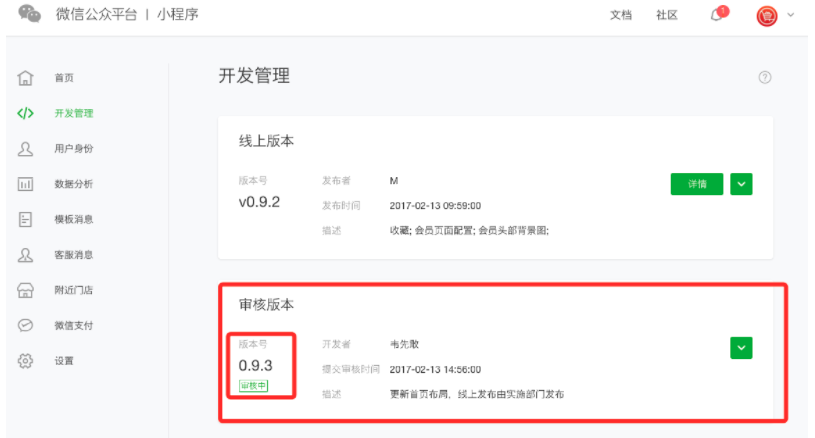 微信公众平台 | 小程序 文档 社区 1
首页
开发管理
用户身份
数据分析
模板消息
客服消息
附近门店
微信支付
设置
开发管理
线上版本
版本号 发布者 M 详情
v0.9.2 发布时间 2017-02-13 09:59:00
描述 收藏; 会员页面配置; 会员头部背景图;
审核版本
版本号 开发者 韦先敢
0.9.3 提交审核时间 2017-02-13 14:56:00
审核中 描述 更新首页布局，线上发布由实施部门发布